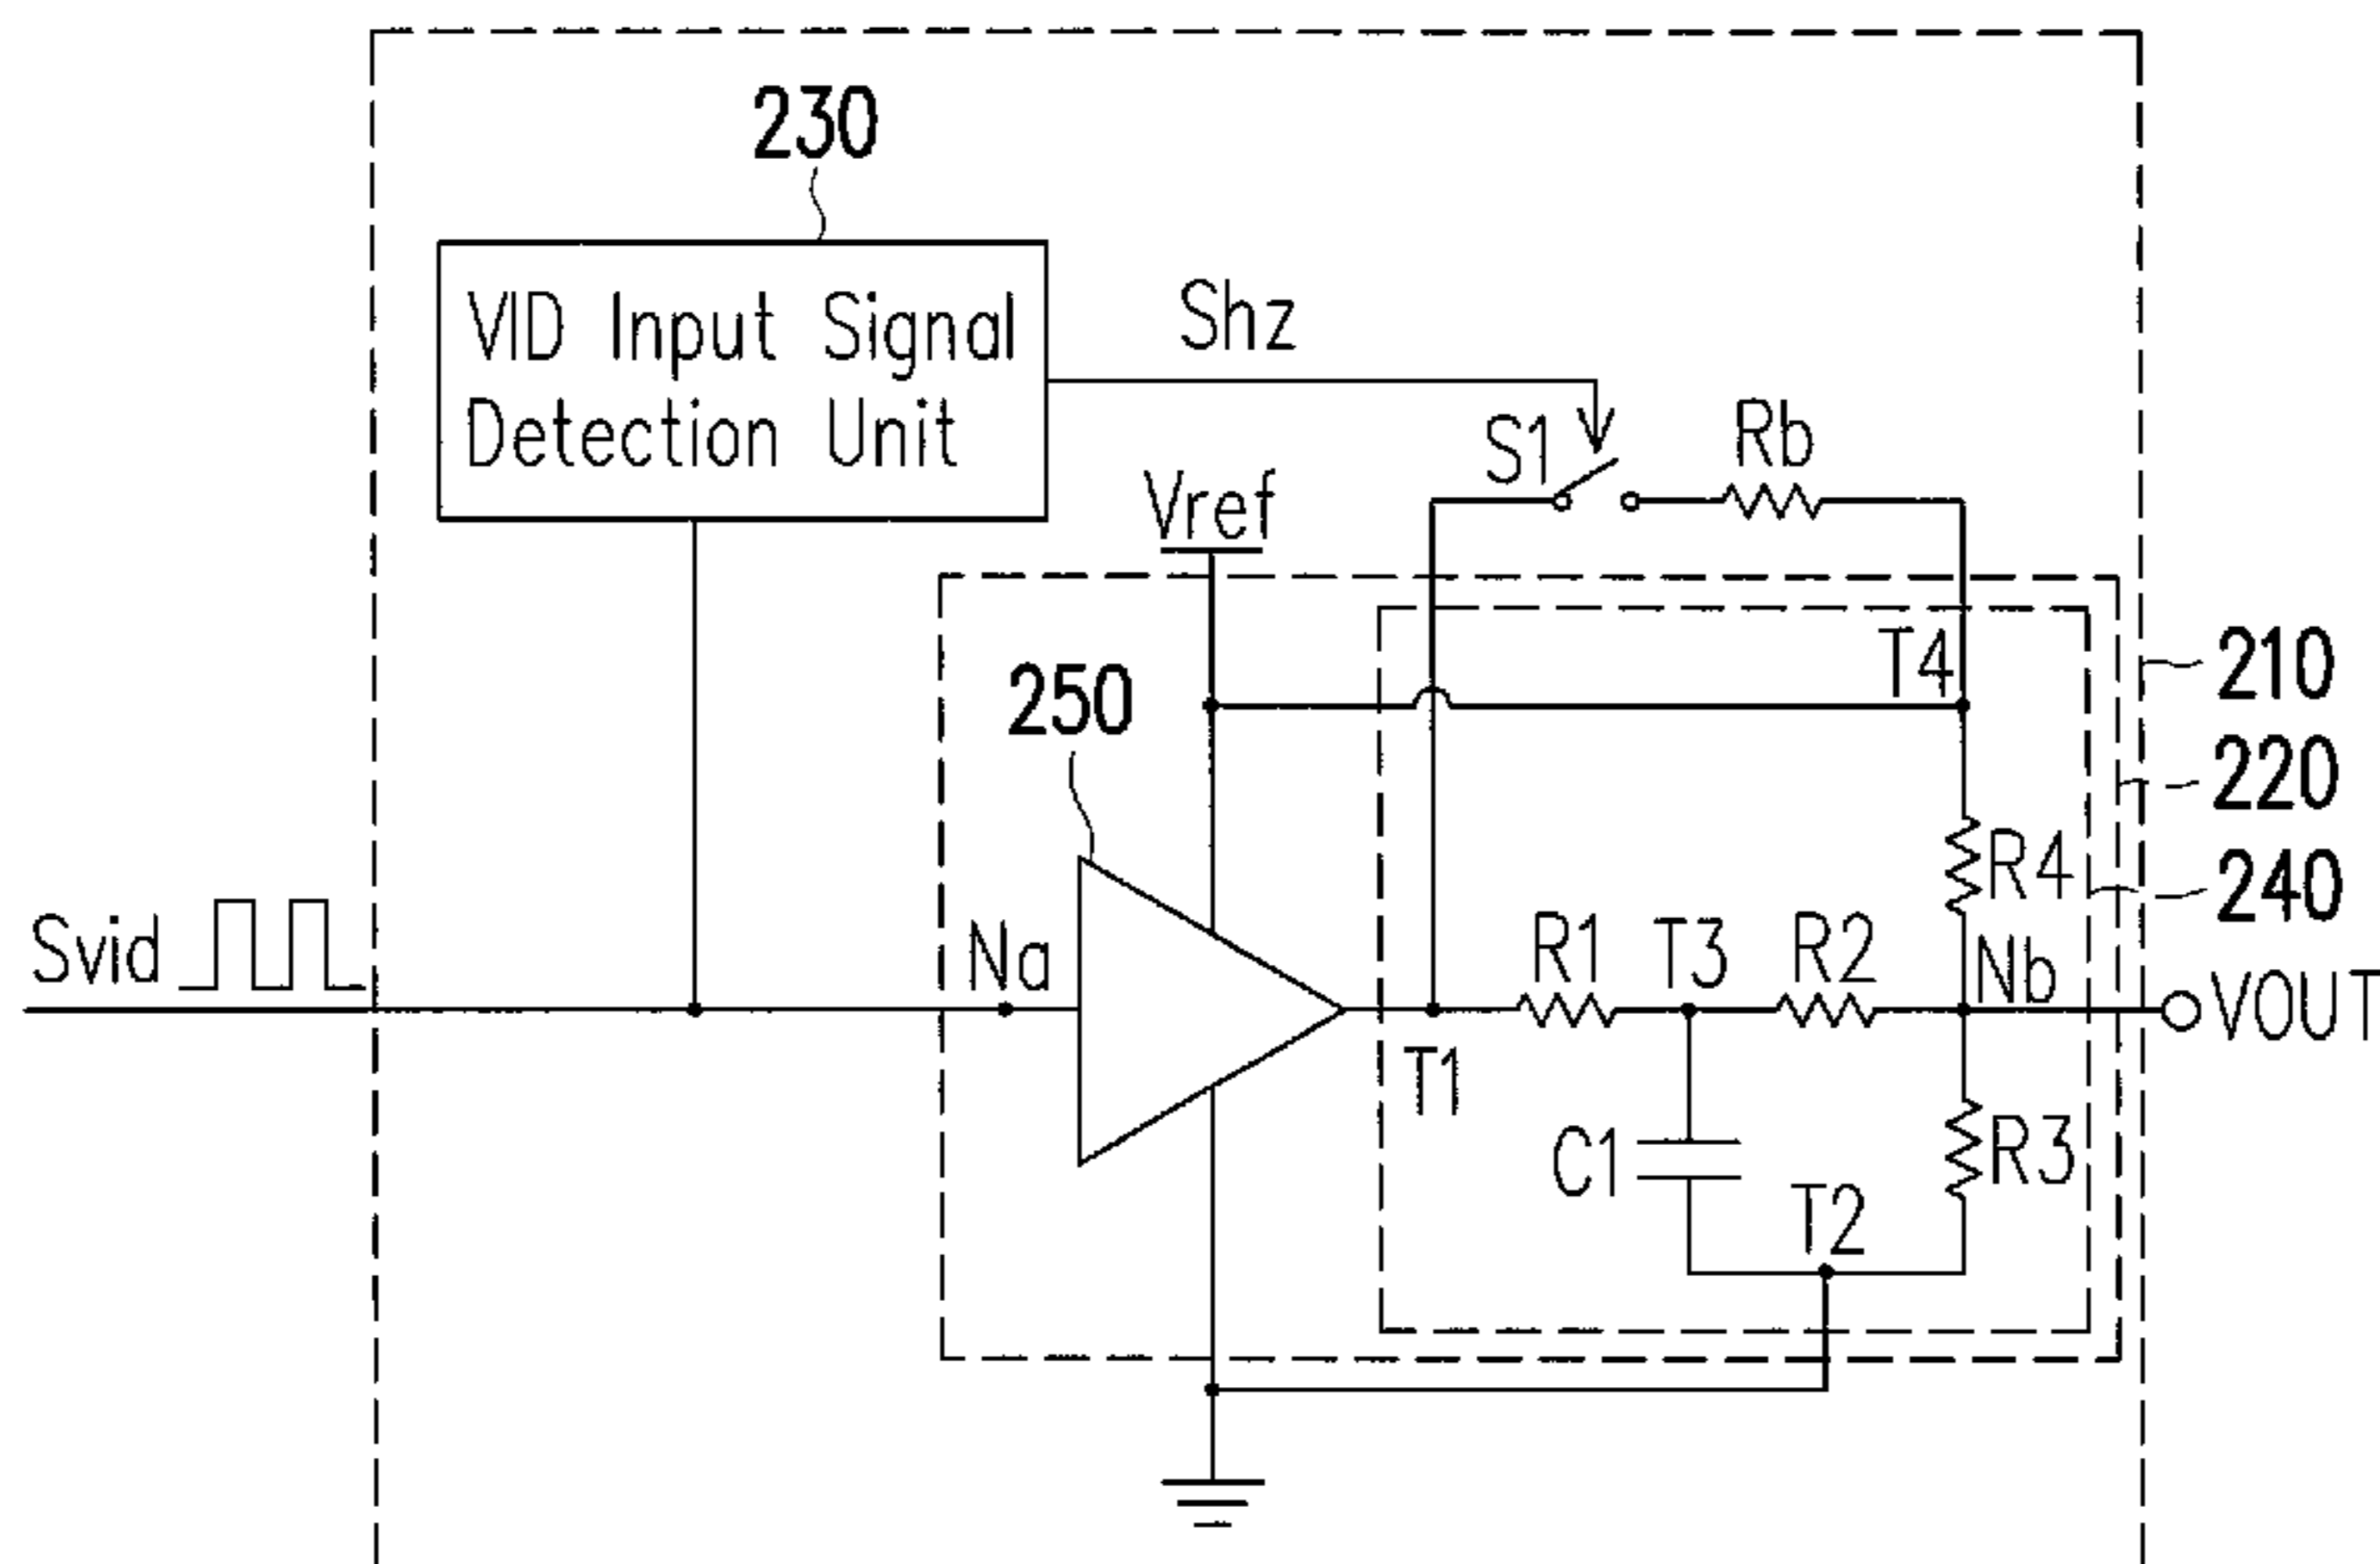 230
VID Input Signal
Detection Unit
Shz
S1
Rb
Vref
T4
210
250
220
R4
240
Svid
Na
R1
T3
R2
Nb
VOUT
T1
C1
R3
T2